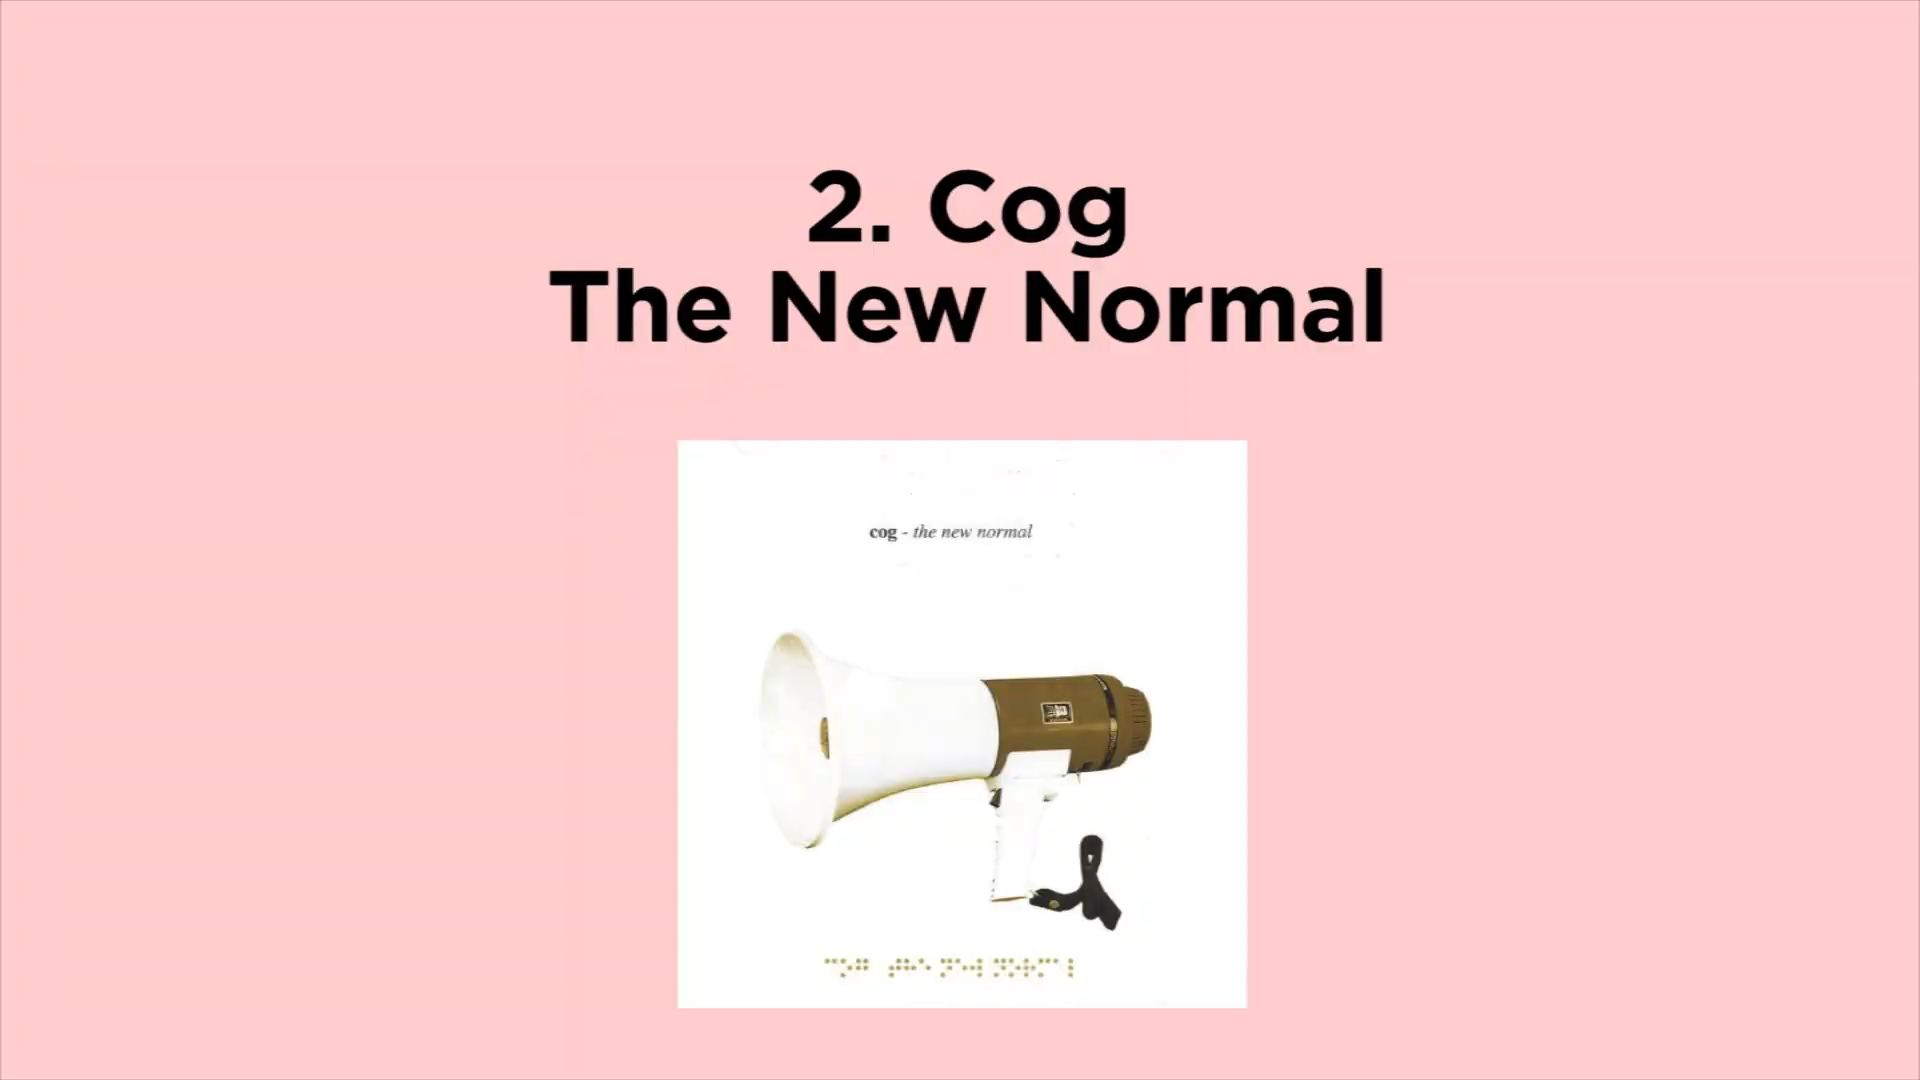 2. Cog
The New Normal
cog - the new normal